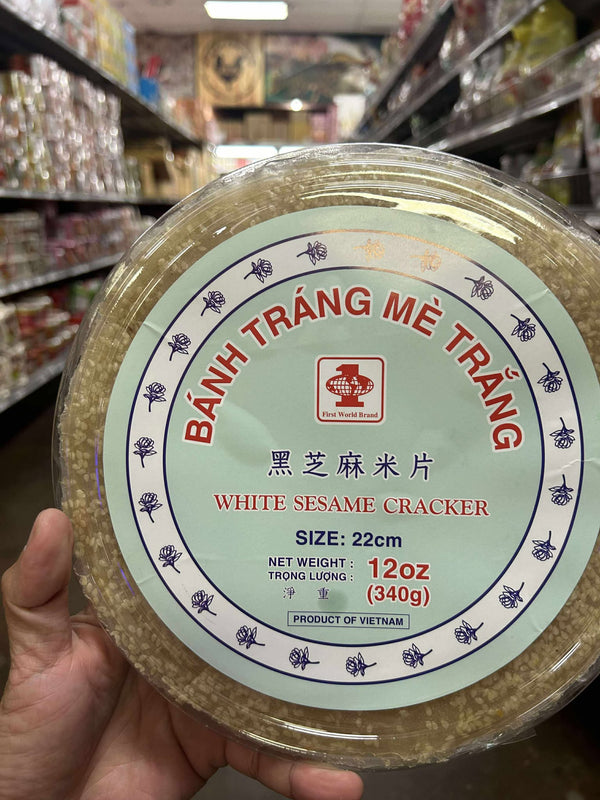 BÁNH TRÁNG MÈ TRẮNG
1
First World Brand
黑芝麻米片
WHITE SESAME CRACKER
SIZE: 22cm
NET WEIGHT :
TRỌNG LƯỢNG :
淨 重
12oz
(340g)
PRODUCT OF VIETNAM